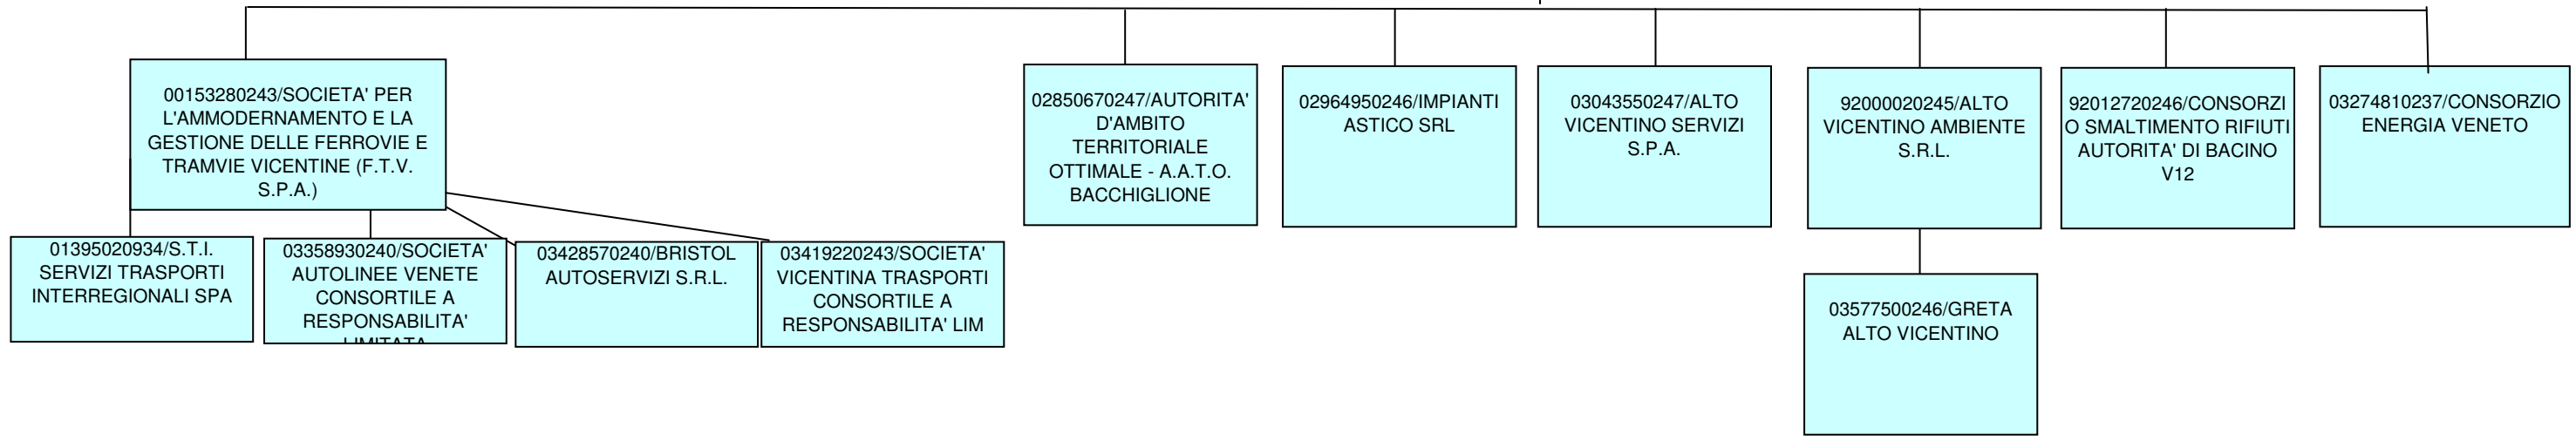 00153280243/SOCIETA' PER
L'AMMODERNAMENTO E LA
GESTIONE DELLE FERROVIE E
TRAMVIE VICENTINE (F.T.V.
S.P.A.)
02850670247/AUTORITA'
D'AMBITO
TERRITORIALE
OTTIMALE - A.A.T.O.
BACCHIGLIONE
02964950246/IMPIANTI
ASTICO SRL
03043550247/ALTO
VICENTINO SERVIZI
S.P.A.
92000020245/ALTO
VICENTINO AMBIENTE
S.R.L.
92012720246/CONSORZI
O SMALTIMENTO RIFIUTI
AUTORITA' DI BACINO
V12
03274810237/CONSORZIO
ENERGIA VENETO
01395020934/S.T.I.
SERVIZI TRASPORTI
INTERREGIONALI SPA
03358930240/SOCIETA'
AUTOLINEE VENETE
CONSORTILE A
RESPONSABILITA'
LIMITATA
03428570240/BRISTOL
AUTOSERVIZI S.R.L.
03419220243/SOCIETA'
VICENTINA TRASPORTI
CONSORTILE A
RESPONSABILITA' LIM
03577500246/GRETA
ALTO VICENTINO